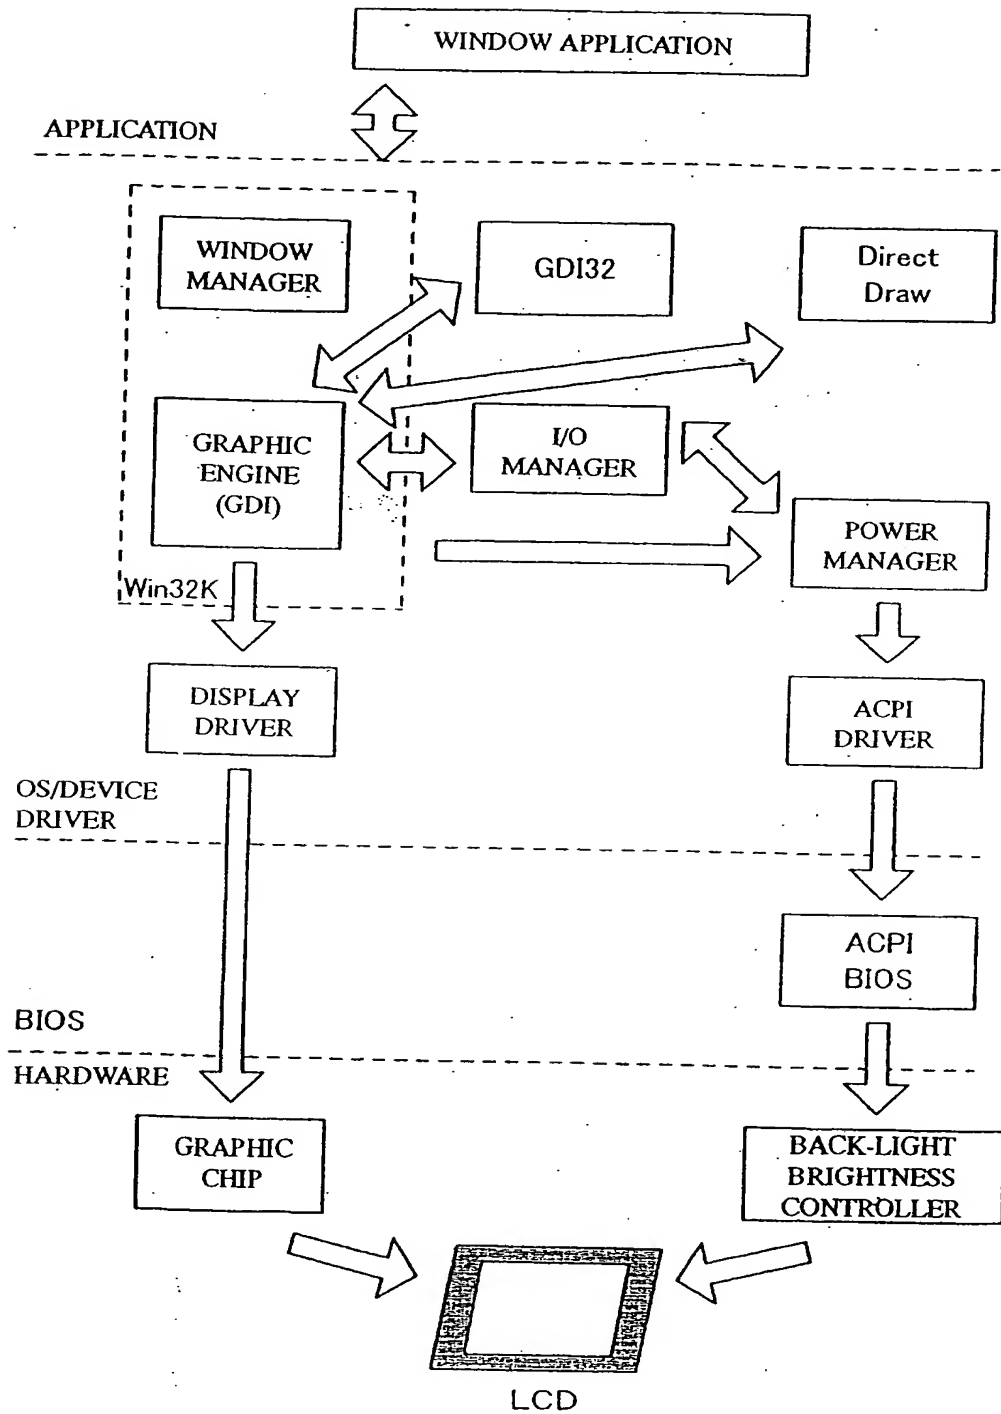 WINDOW APPLICATION
APPLICATION
WINDOW
MANAGER
GDI32
Direct
Draw
GRAPHIC
ENGINE
(GDI)
I/O
MANAGER
POWER
MANAGER
Win32K
DISPLAY
DRIVER
ACPI
DRIVER
OS/DEVICE
DRIVER
ACPI
BIOS
BIOS
HARDWARE
GRAPHIC
CHIP
BACK-LIGHT
BRIGHTNESS
CONTROLLER
LCD